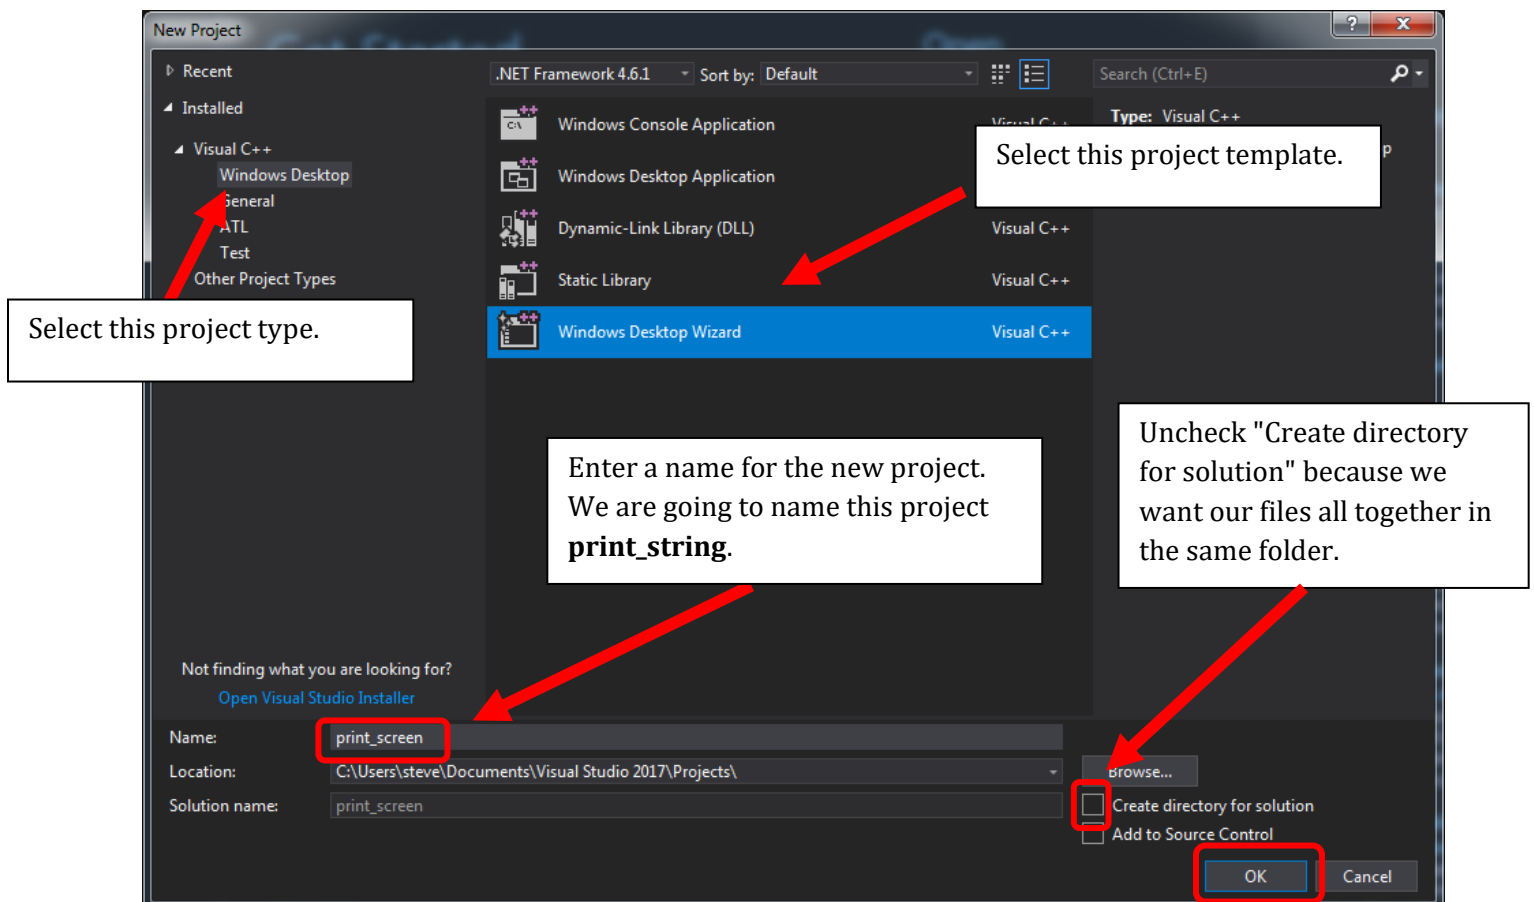 New Project
Get Started
Open
Recent
Installed
Visual C++
Windows Desktop
General
ATL
Test
Other Project Types
Select this project type.
Not finding what you are looking for?
Open Visual Studio Installer
.NET Framework 4.6.1
Sort by: Default
Search (Ctrl+E)
Windows Console Application
Visual C++
Windows Desktop Application
Dynamic-Link Library (DLL)
Visual C++
Static Library
Visual C++
Windows Desktop Wizard
Visual C++
Type: Visual C++
p
Select this project template.
Enter a name for the new project.
We are going to name this project
print_string.
Uncheck "Create directory
for solution" because we
want our files all together in
the same folder.
Name:
print_screen
Location:
C:\Users\steve\Documents\Visual Studio 2017\Projects\
Browse...
Solution name:
print_screen
Create directory for solution
Add to Source Control
OK
Cancel